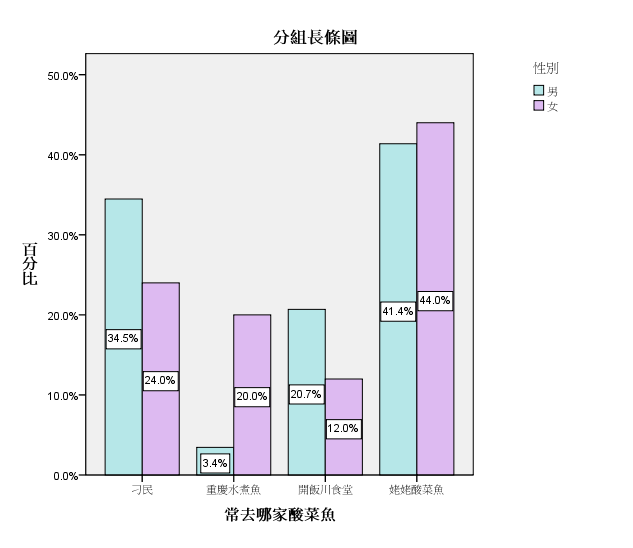 分組長條圖
性別
男
女
百分比
50.0%
40.0%
30.0%
20.0%
10.0%
0.0%
34.5%
24.0%
3.4%
20.0%
20.7%
12.0%
41.4%
44.0%
刁民
重慶水煮魚
開飯川食堂
姥姥酸菜魚
常去哪家酸菜魚